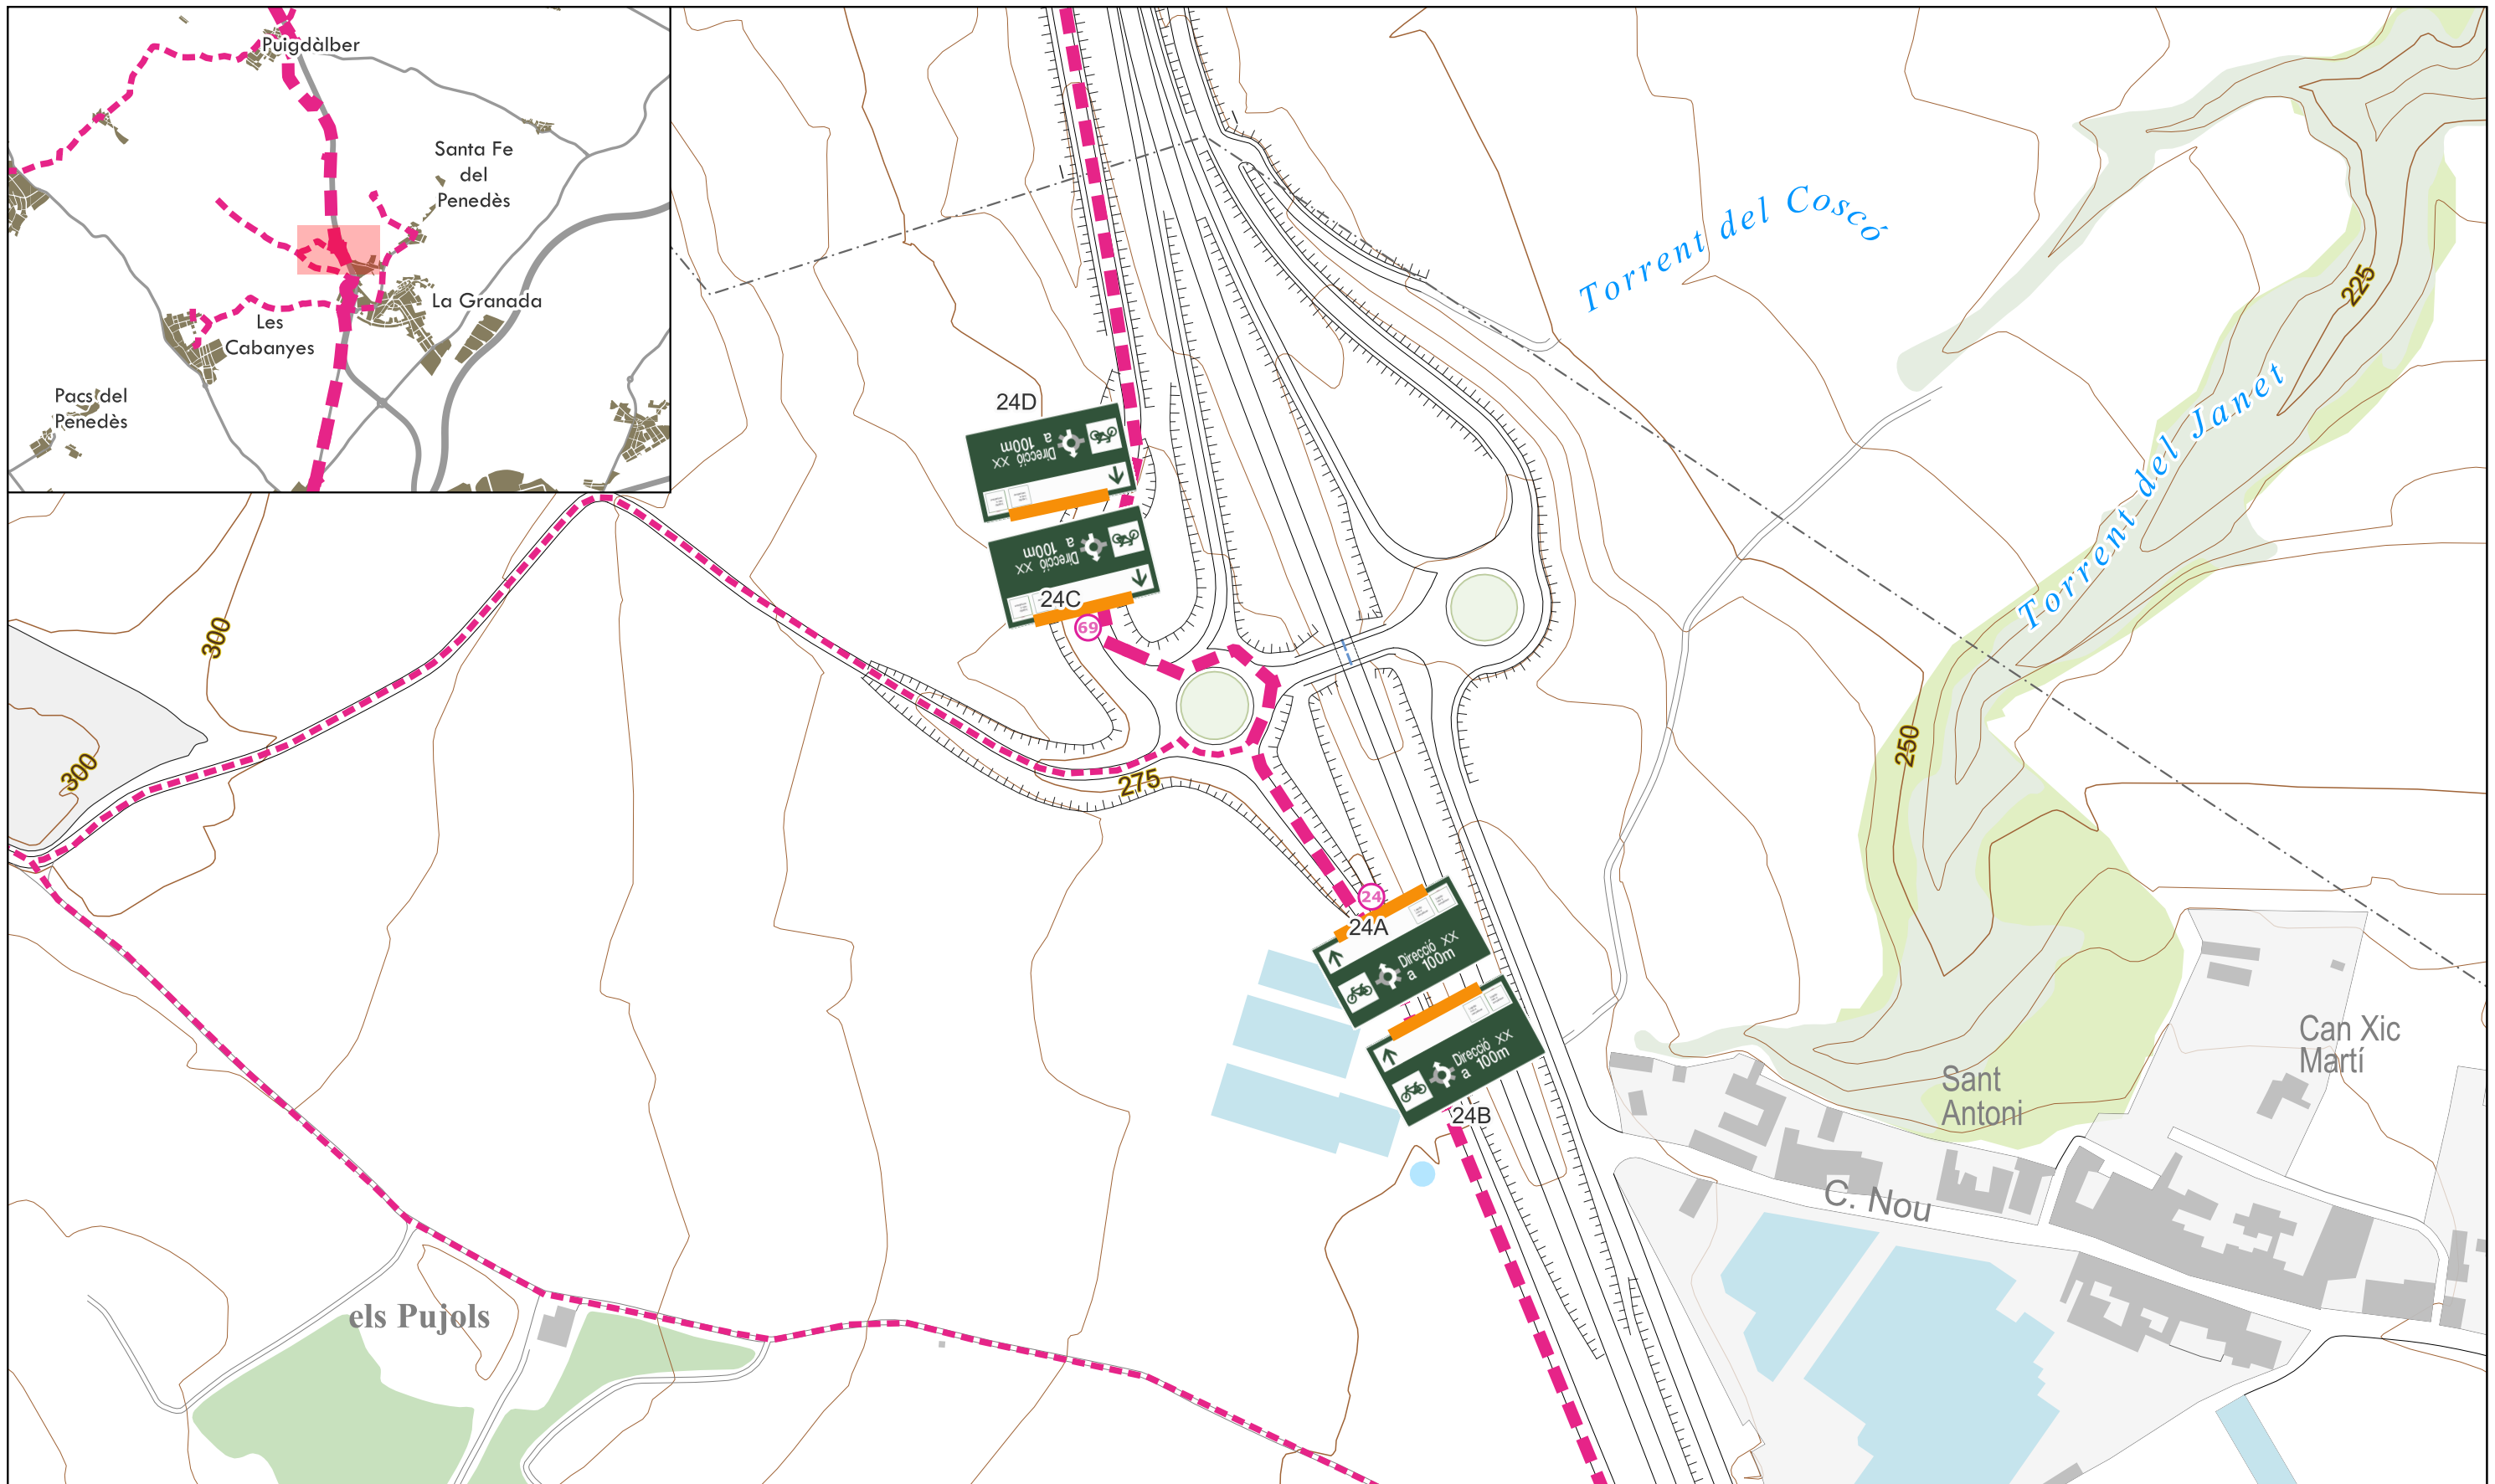 Puigdàlber
Santa Fe
del
Penedès
La Granada
Les
Cabanyes
Pacs del
Penedès
Torrent del Coscó
225
Torrent del Janet
24D
Direcció XX
a 100m
Direcció XX
a 100m
24C
69
300
300
275
250
24
24A
Direcció XX
a 100m
Direcció XX
a 100m
24B
Can Xic
Martí
Sant
Antoni
C. Nou
els Pujols